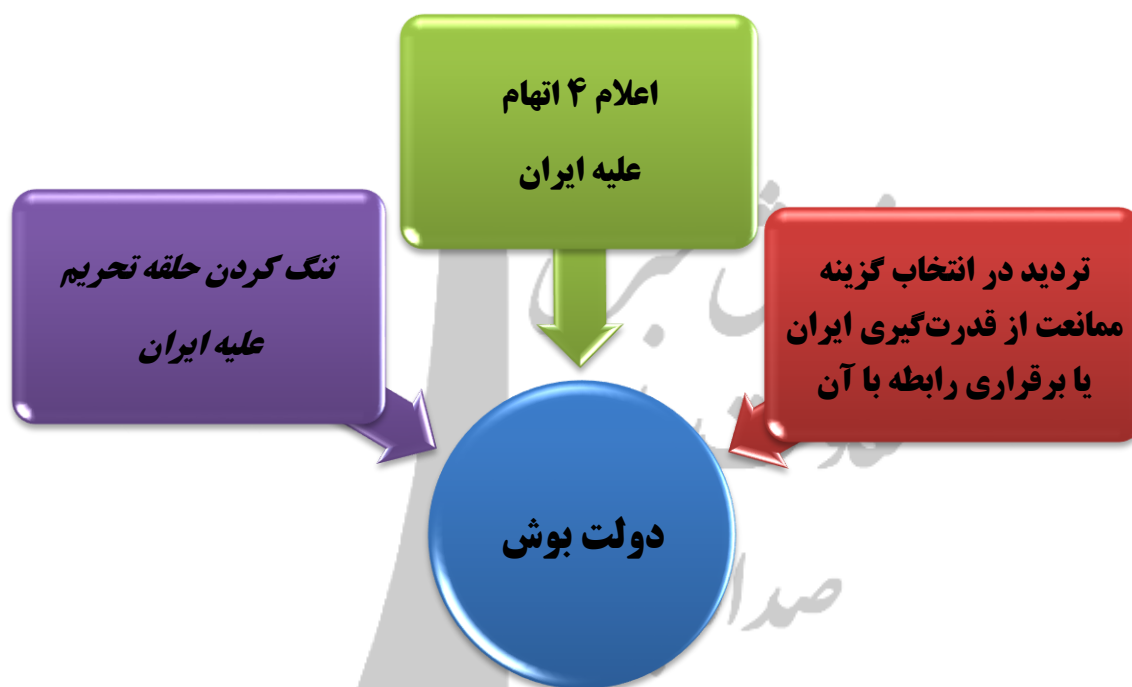 اعلام ۴ اتهام
علیه ایران
تردید در انتخاب گزینه
ممانعت از قدرت‌گیری ایران
یا برقراری رابطه با آن
تنگ کردن حلقه تحریم
علیه ایران
دولت بوش
صدا